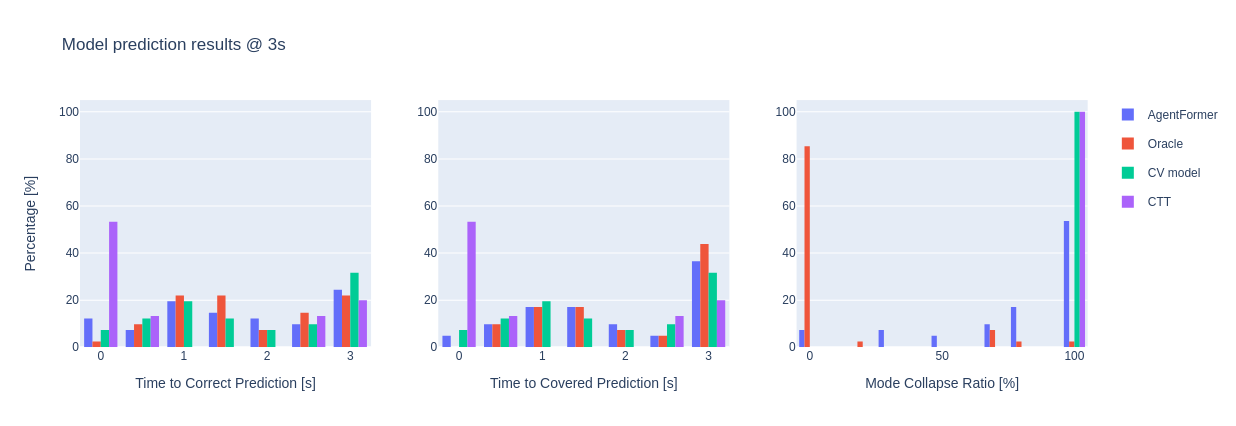 Model prediction results @ 3s
Percentage [%]
100
80
60
40
20
0
0 1 2 3
Time to Correct Prediction [s]
100
80
60
40
20
0
0 1 2 3
Time to Covered Prediction [s]
100
80
60
40
20
0
0 50 100
Mode Collapse Ratio [%]
AgentFormer
Oracle
CV model
CTT